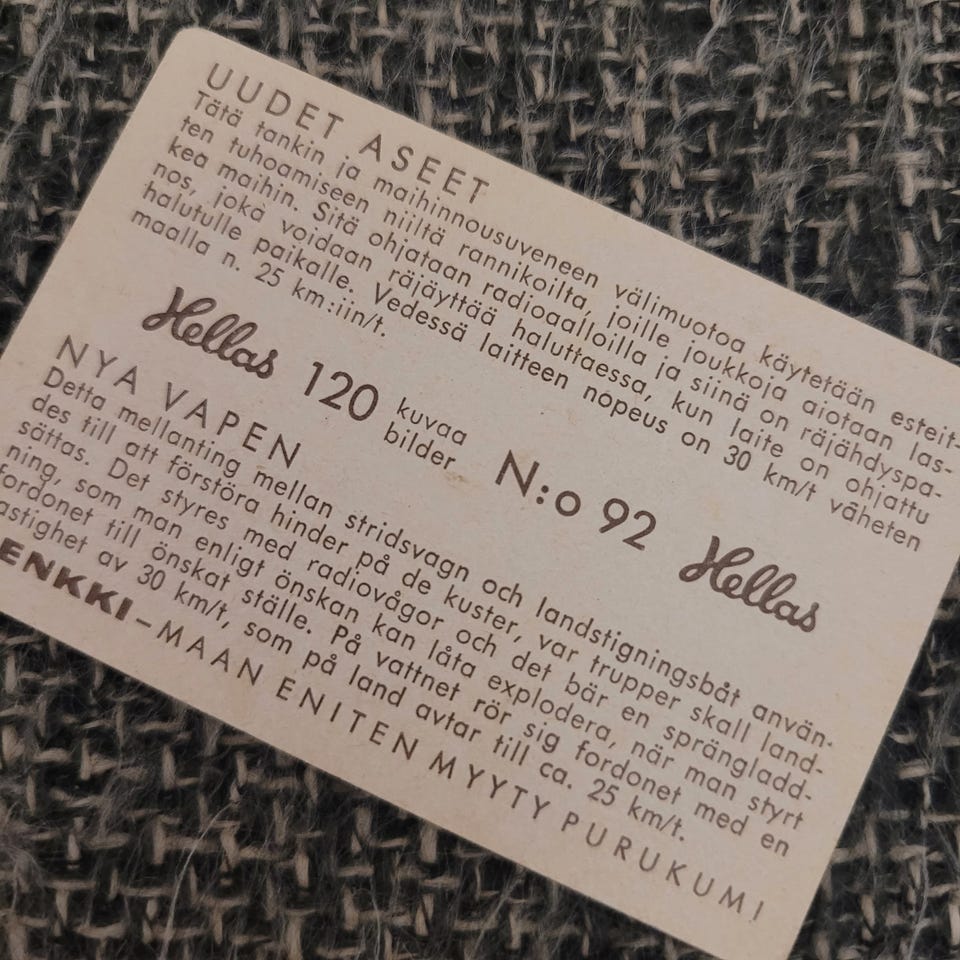 UUDET ASEET
Tätä tankin ja maihinnousuveneen välimuotoa käytetään esteit-
ten tuhoamiseen niiltä rannikoilta, joille joukkoja aiotaan las-
kea maihin. Sitä ohjataan radioaalloilla ja siinä on räjähdyspa-
nos, joka voidaan räjäyttää haluttaessa, kun laite on ohjattu
halutulle paikalle. Vedessä laitteen nopeus on 30 km/t väheten
maalla n. 25 km:iin/t.
Hellas 120 kuvaa bilder N:o 92 Hellas
NYA VAPEN
Detta mellanting mellan stridsvagn och landstigningsbåt använ-
des till att förstöra hinder på de kuster, var trupper skall land-
sättas. Det styres med radiovågor och det bär en sprängladd-
ning, som man enligt önskan kan låta explodera, när man styrt
fordonet till önskat ställe. På vattnet rör sig fordonet med en
astighet av 30 km/t, som på land avtar till ca. 25 km/t.
ENKKI–MAAN ENITEN MYYTY PURUKUMI